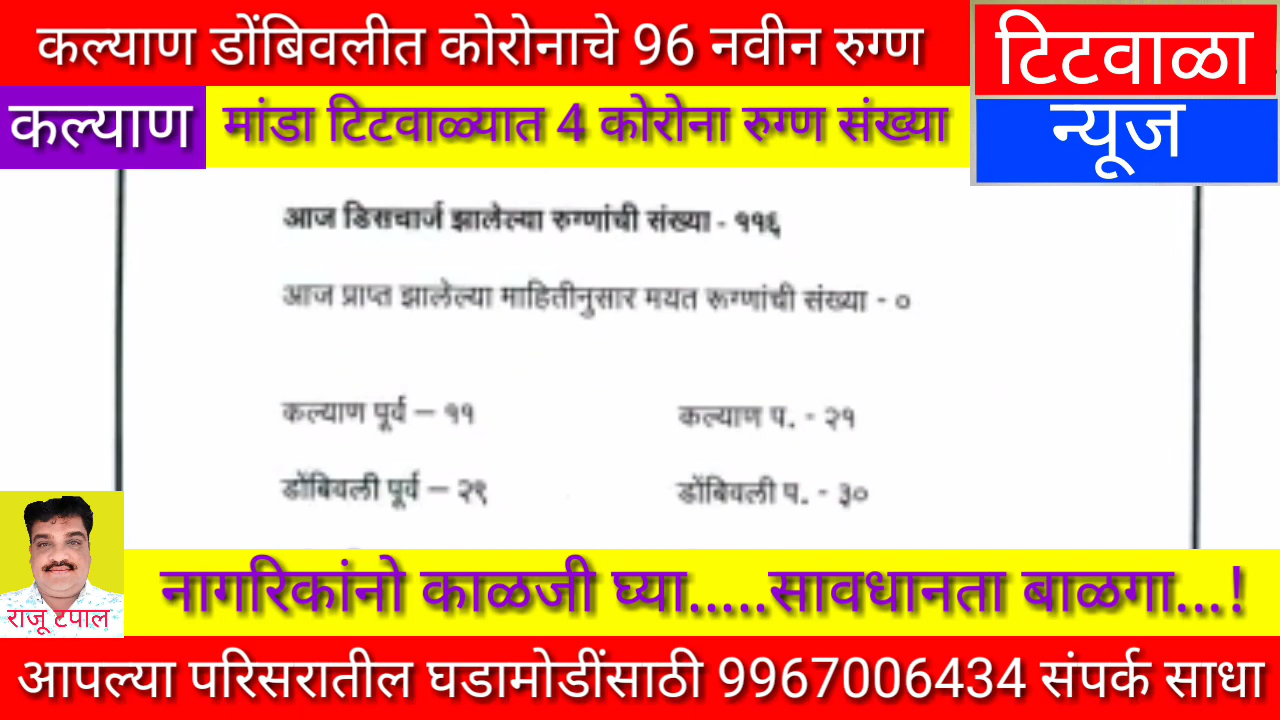 कल्याण डोंबिवलीत कोरोनाचे 96 नवीन रुग्ण
टिटवाळा
न्यूज
कल्याण
मांडा टिटवाळ्यात 4 कोरोना रुग्ण संख्या
आज डिसचार्ज झालेल्या रुग्णांची संख्या - ११६
आज प्राप्त झालेल्या माहितीनुसार मयत रूग्णांची संख्या - ०
कल्याण पूर्व – ११
कल्याण प. - २१
डोंबिवली पूर्व – २९
डोंबिवली प. - ३०
राजू टपाल
नागरिकांनो काळजी घ्या.....सावधानता बाळगा...!
आपल्या परिसरातील घडामोडींसाठी 9967006434 संपर्क साधा